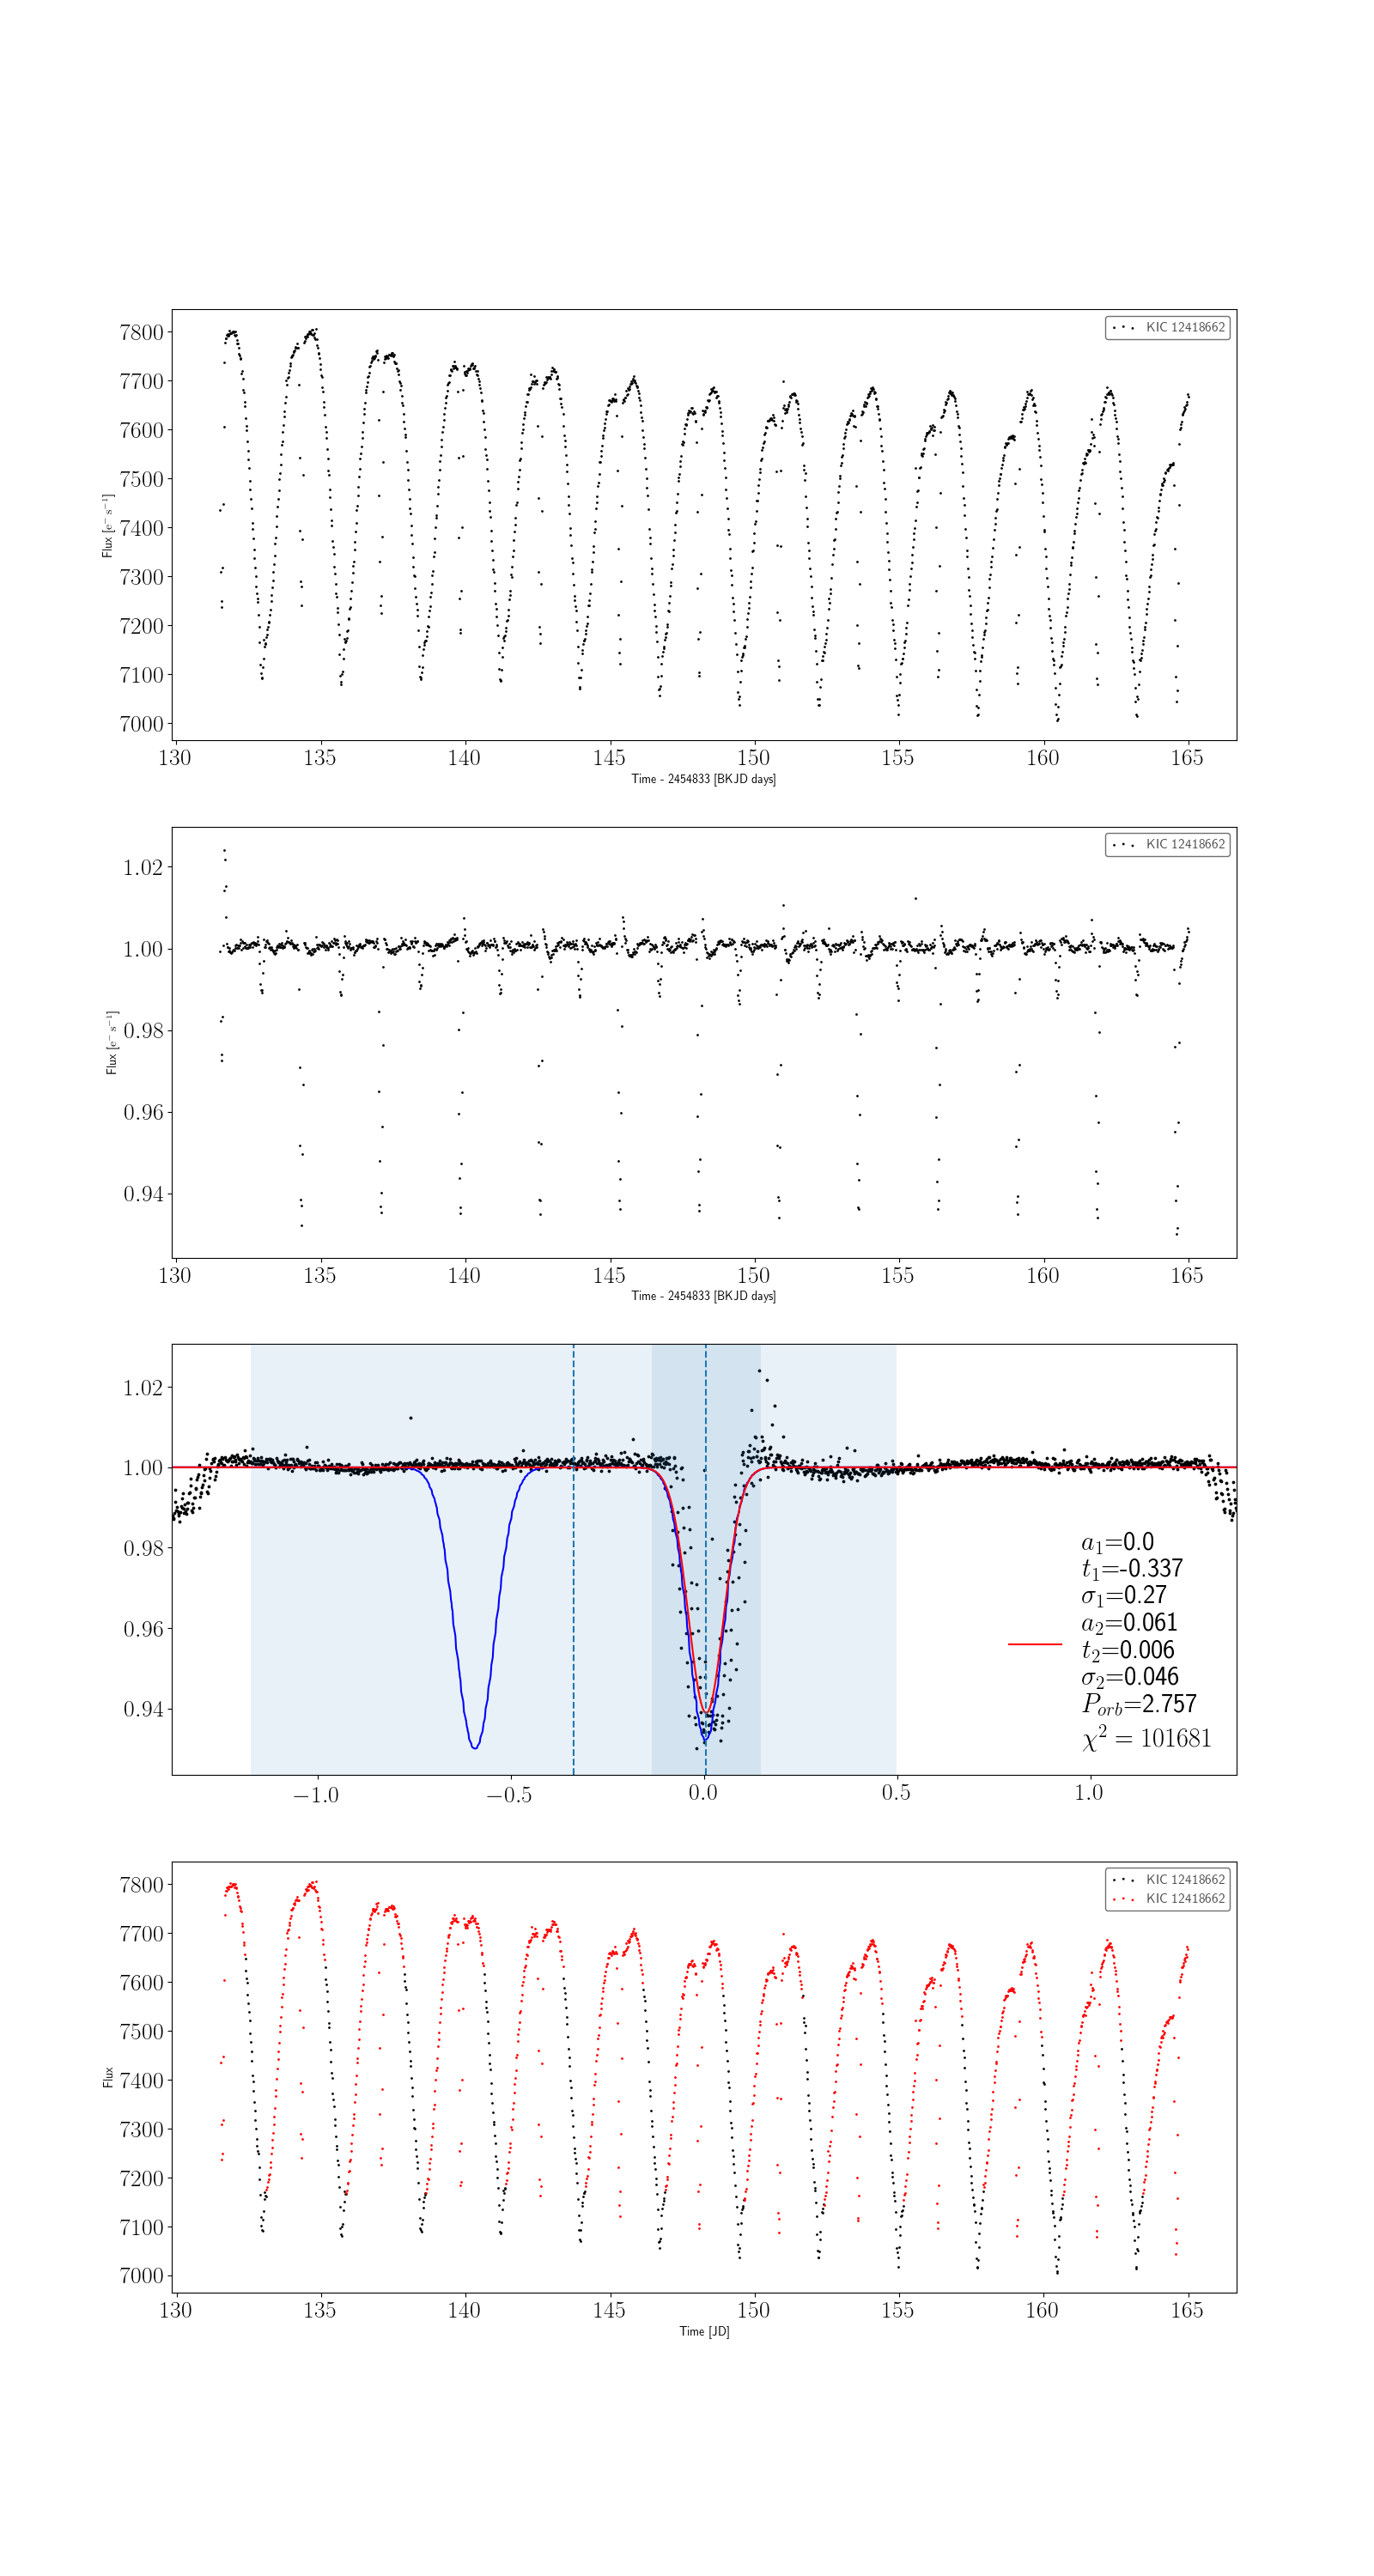 KIC 12418662
7800
7700
7600
7500
7400
7300
7200
7100
7000
Flux [e⁻ s⁻¹]
130 135 140 145 150 155 160 165
Time - 2454833 [BKJD days]
KIC 12418662
1.02
1.00
0.98
0.96
0.94
Flux [e⁻ s⁻¹]
130 135 140 145 150 155 160 165
Time - 2454833 [BKJD days]
1.02
1.00
0.98
0.96
0.94
a₁=0.0
t₁=-0.337
σ₁=0.27
a₂=0.061
t₂=0.006
σ₂=0.046
Pₒᵣb=2.757
χ² = 101681
−1.0 −0.5 0.0 0.5 1.0
KIC 12418662
KIC 12418662
7800
7700
7600
7500
7400
7300
7200
7100
7000
Flux
130 135 140 145 150 155 160 165
Time [JD]